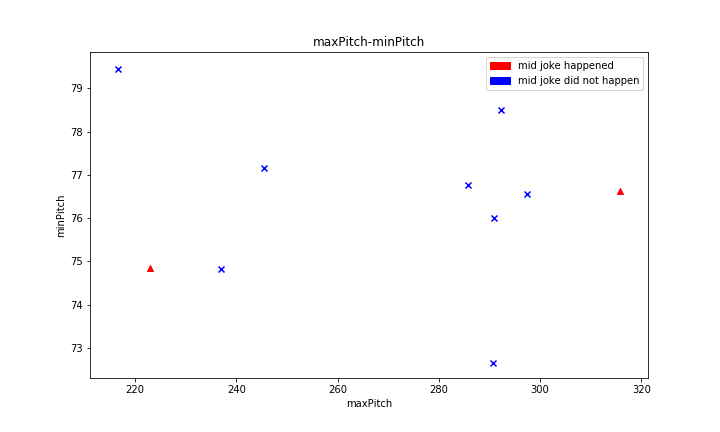 maxPitch-minPitch
mid joke happened
mid joke did not happen
79
78
77
76
75
74
73
minPitch
220
240
260
280
300
320
maxPitch